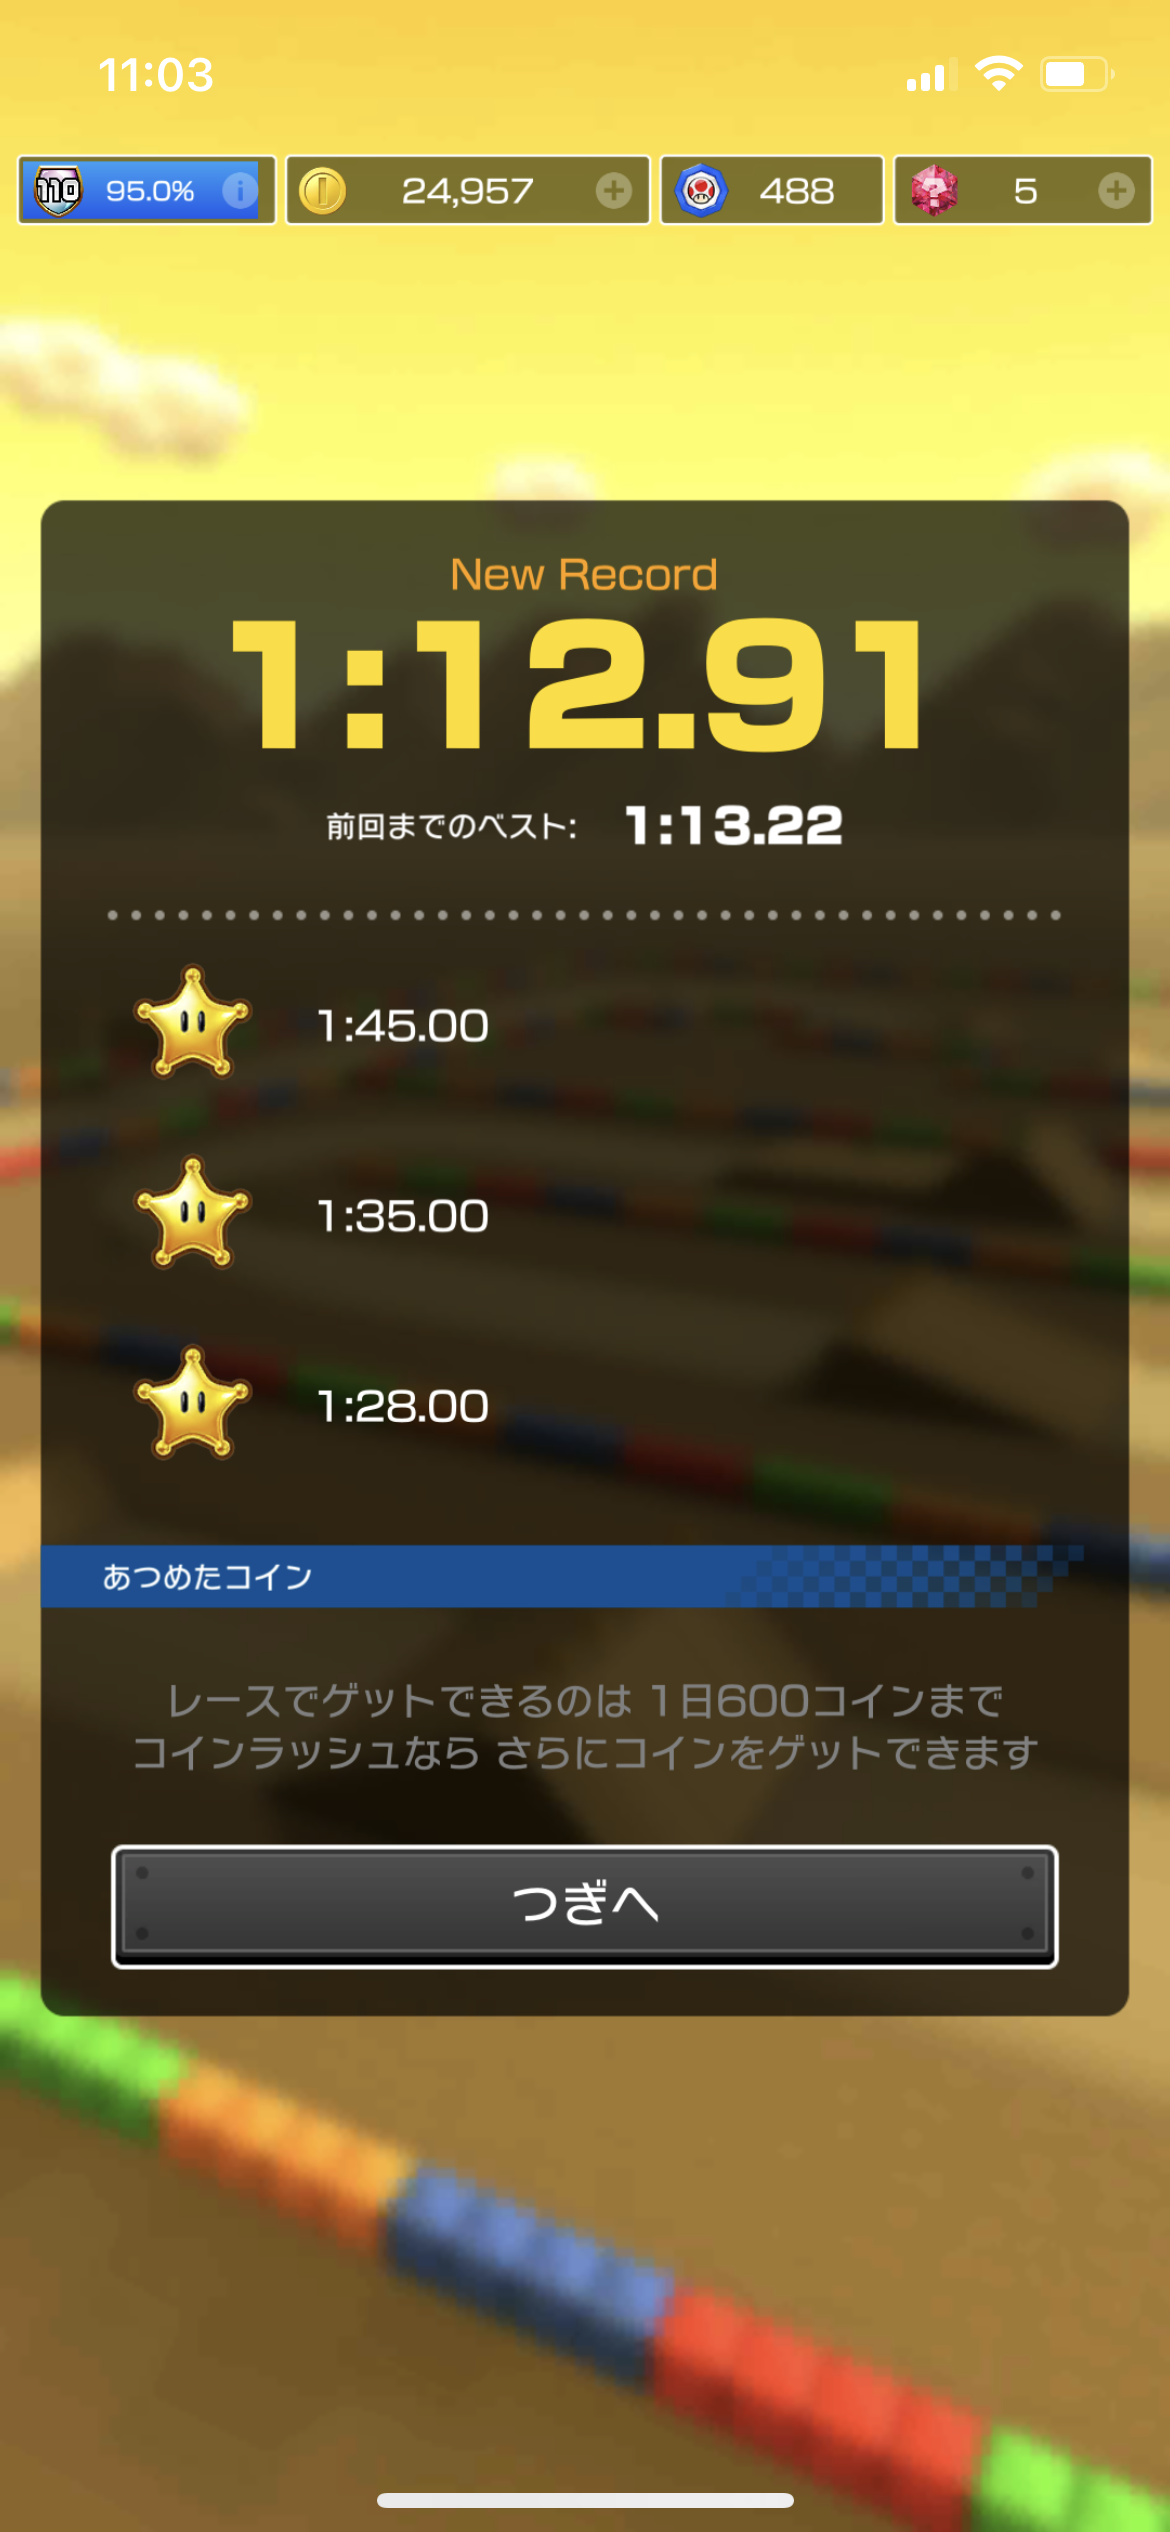 11:03
110 95.0% i 24,957 + 488 ? 5 +
New Record
1:12.91
前回までのベスト: 1:13.22
1:45.00
1:35.00
1:28.00
あつめたコイン
レースでゲットできるのは 1日600コインまで
コインラッシュなら さらにコインをゲットできます
つぎへ